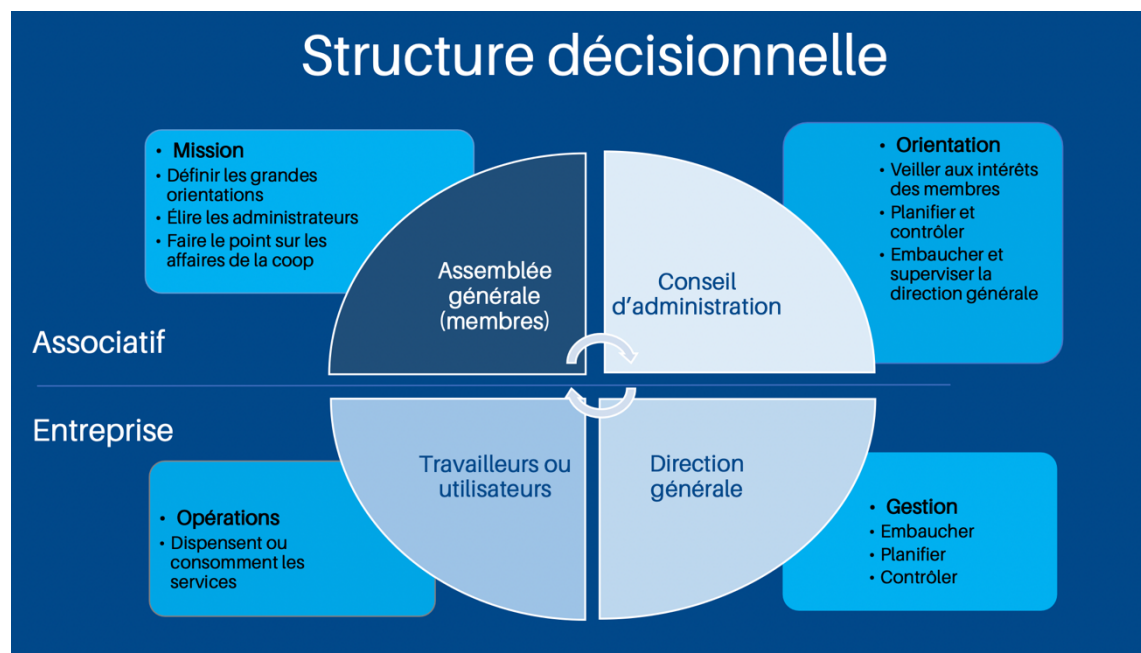 Structure décisionnelle
• Mission
• Définir les grandes
orientations
• Élire les administrateurs
• Faire le point sur les
affaires de la coop
• Orientation
• Veiller aux intérêts
des membres
• Planifier et
contrôler
• Embaucher et
superviser la
direction générale
Assemblée
générale
(membres)
Conseil
d'administration
Associatif
Entreprise
Travailleurs ou
utilisateurs
Direction
générale
• Opérations
• Dispensent ou
consomment les
services
• Gestion
• Embaucher
• Planifier
• Contrôler